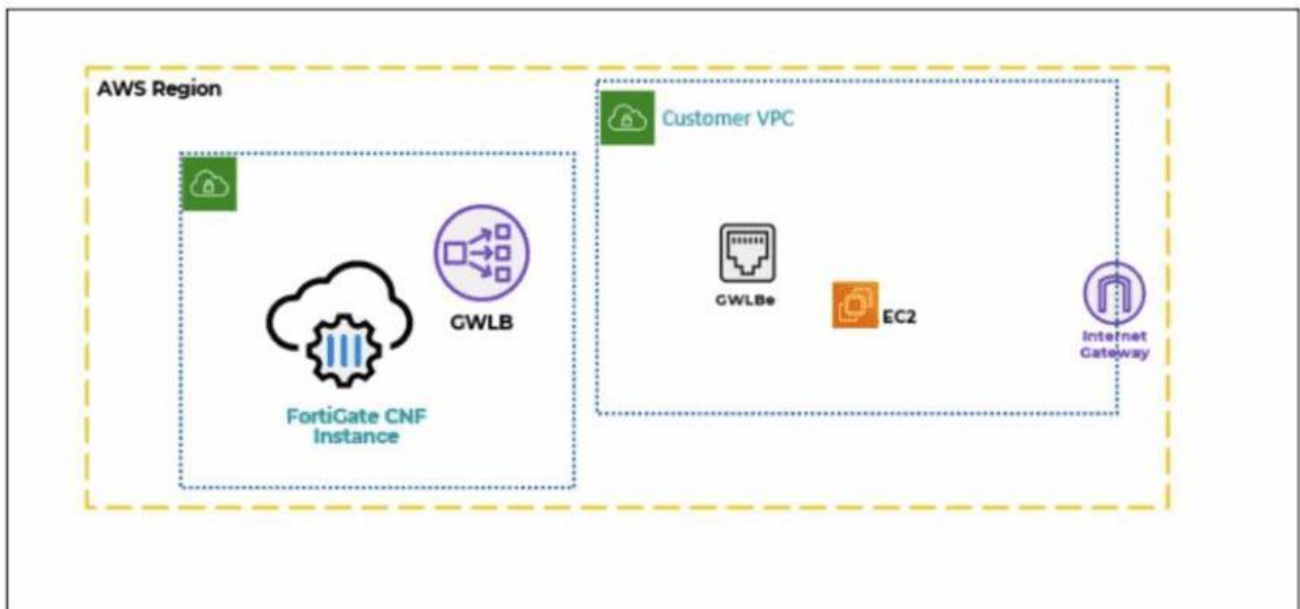 AWS Region
Customer VPC
GWLB
GWLBe
EC2
Internet
Gateway
FortiGate CNF
Instance